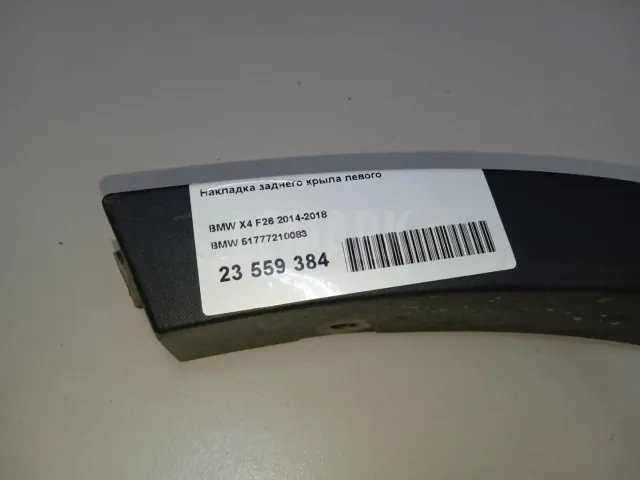 Накладка заднего крыла левого
BMW X4 F26 2014-2018
BMW 51777210083
23 559 384